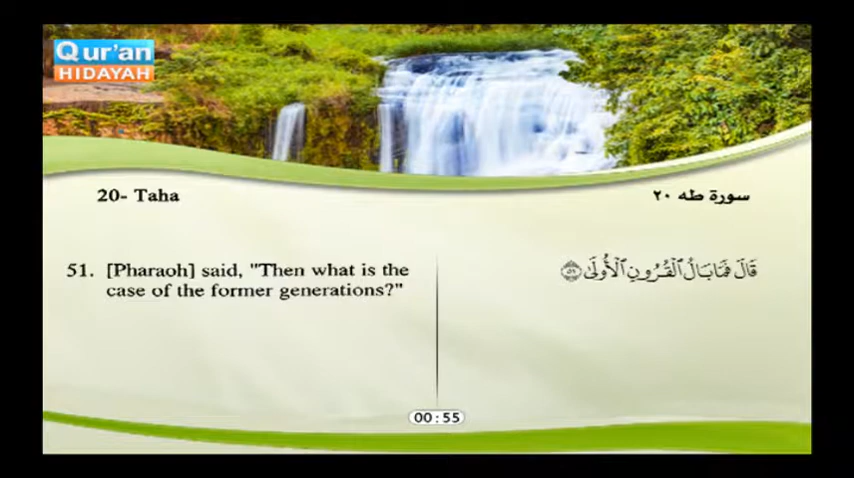 Qur'an
HIDAYAH
20- Taha
سورة طه ٢٠
51. [Pharaoh] said, "Then what is the
case of the former generations?"
قَالَ فَمَا بَالُ ٱلْقُرُونِ ٱلْأُولَىٰ ٥١
00:55